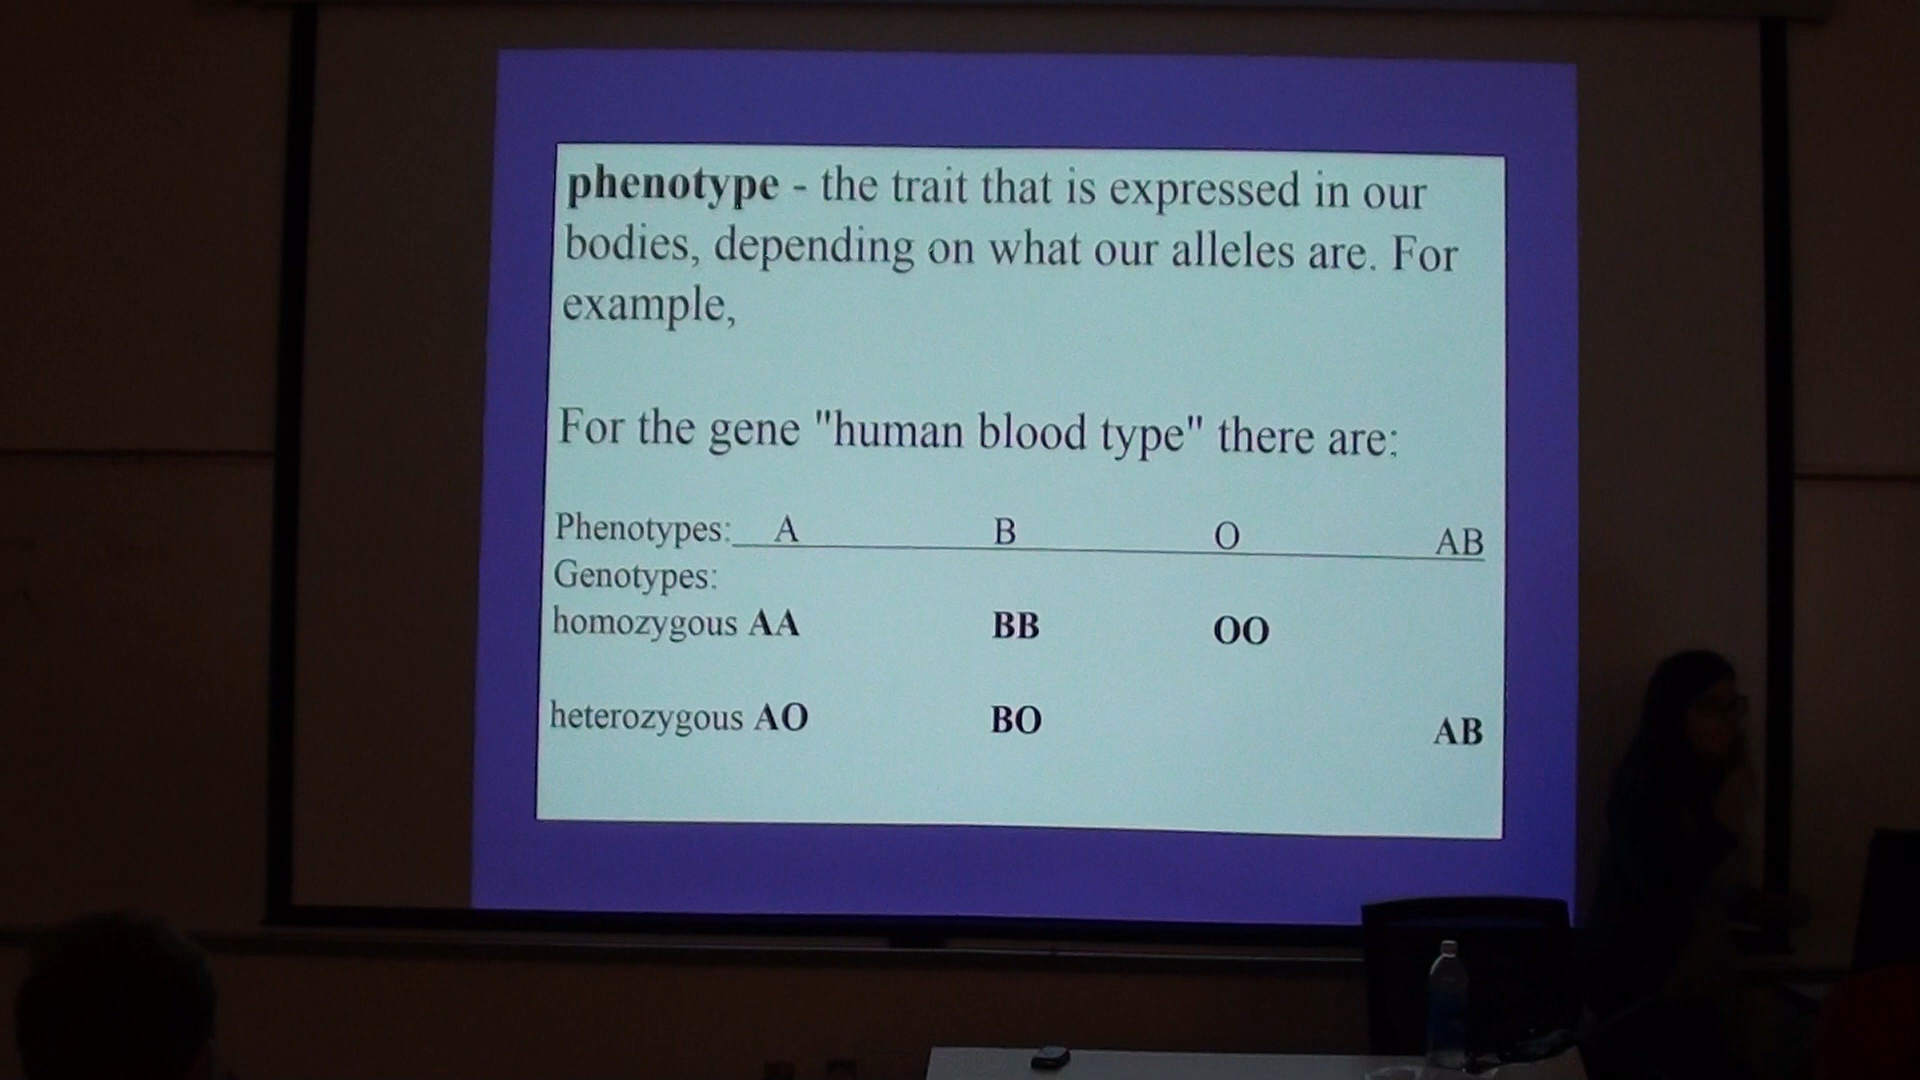 phenotype - the trait that is expressed in our
bodies, depending on what our alleles are. For
example,
For the gene "human blood type" there are:
Phenotypes: A B O AB
Genotypes:
homozygous AA BB OO
heterozygous AO BO AB